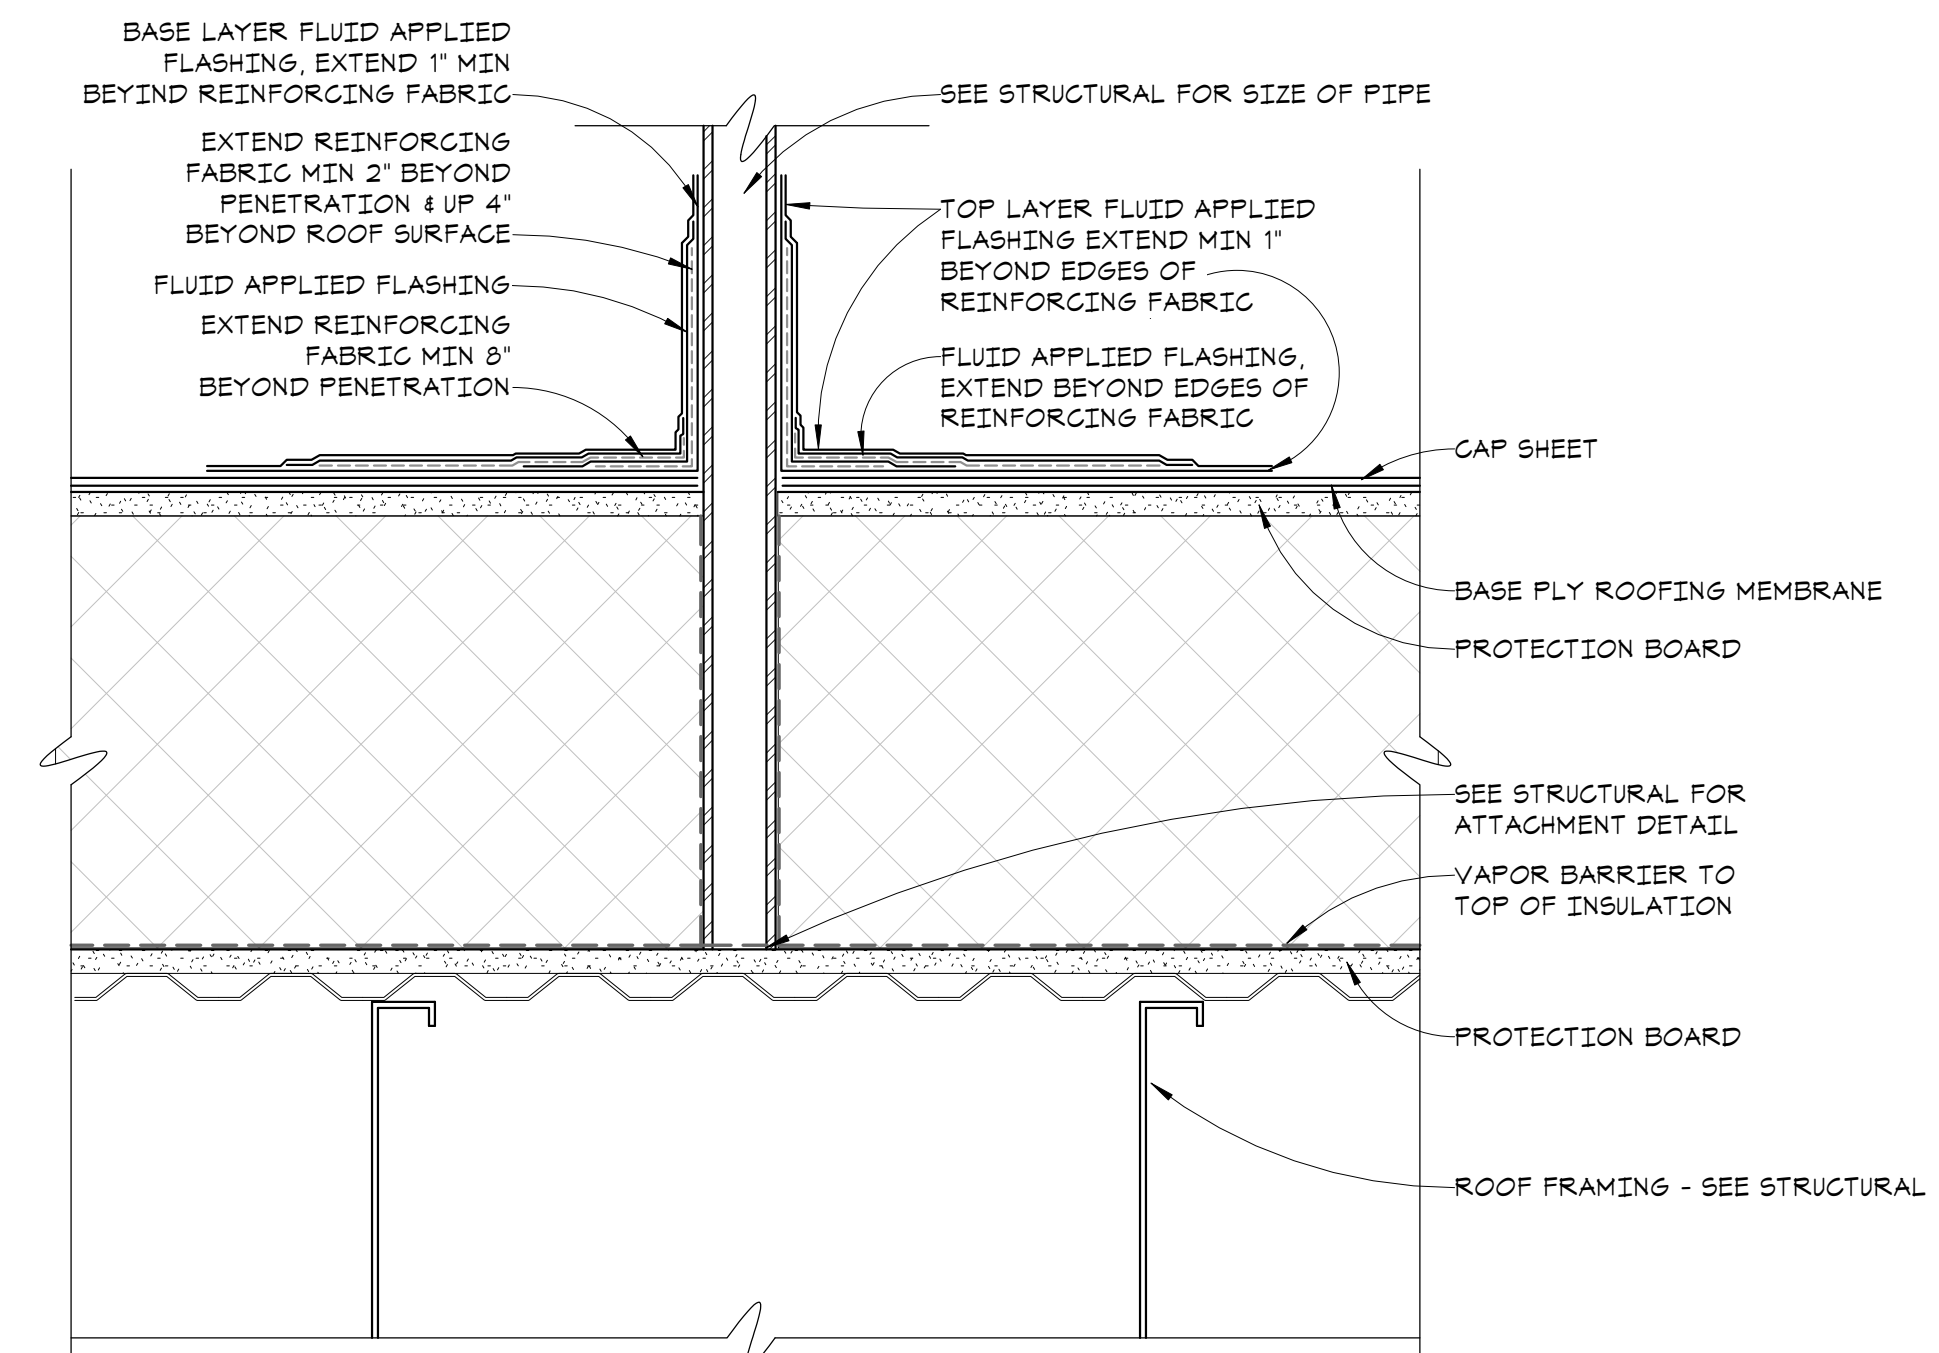 BASE LAYER FLUID APPLIED
FLASHING, EXTEND 1" MIN
BEYIND REINFORCING FABRIC
EXTEND REINFORCING
FABRIC MIN 2" BEYOND
PENETRATION & UP 4"
BEYOND ROOF SURFACE
FLUID APPLIED FLASHING
EXTEND REINFORCING
FABRIC MIN 8"
BEYOND PENETRATION
SEE STRUCTURAL FOR SIZE OF PIPE
TOP LAYER FLUID APPLIED
FLASHING EXTEND MIN 1"
BEYOND EDGES OF
REINFORCING FABRIC
FLUID APPLIED FLASHING,
EXTEND BEYOND EDGES OF
REINFORCING FABRIC
CAP SHEET
BASE PLY ROOFING MEMBRANE
PROTECTION BOARD
SEE STRUCTURAL FOR
ATTACHMENT DETAIL
VAPOR BARRIER TO
TOP OF INSULATION
PROTECTION BOARD
ROOF FRAMING - SEE STRUCTURAL